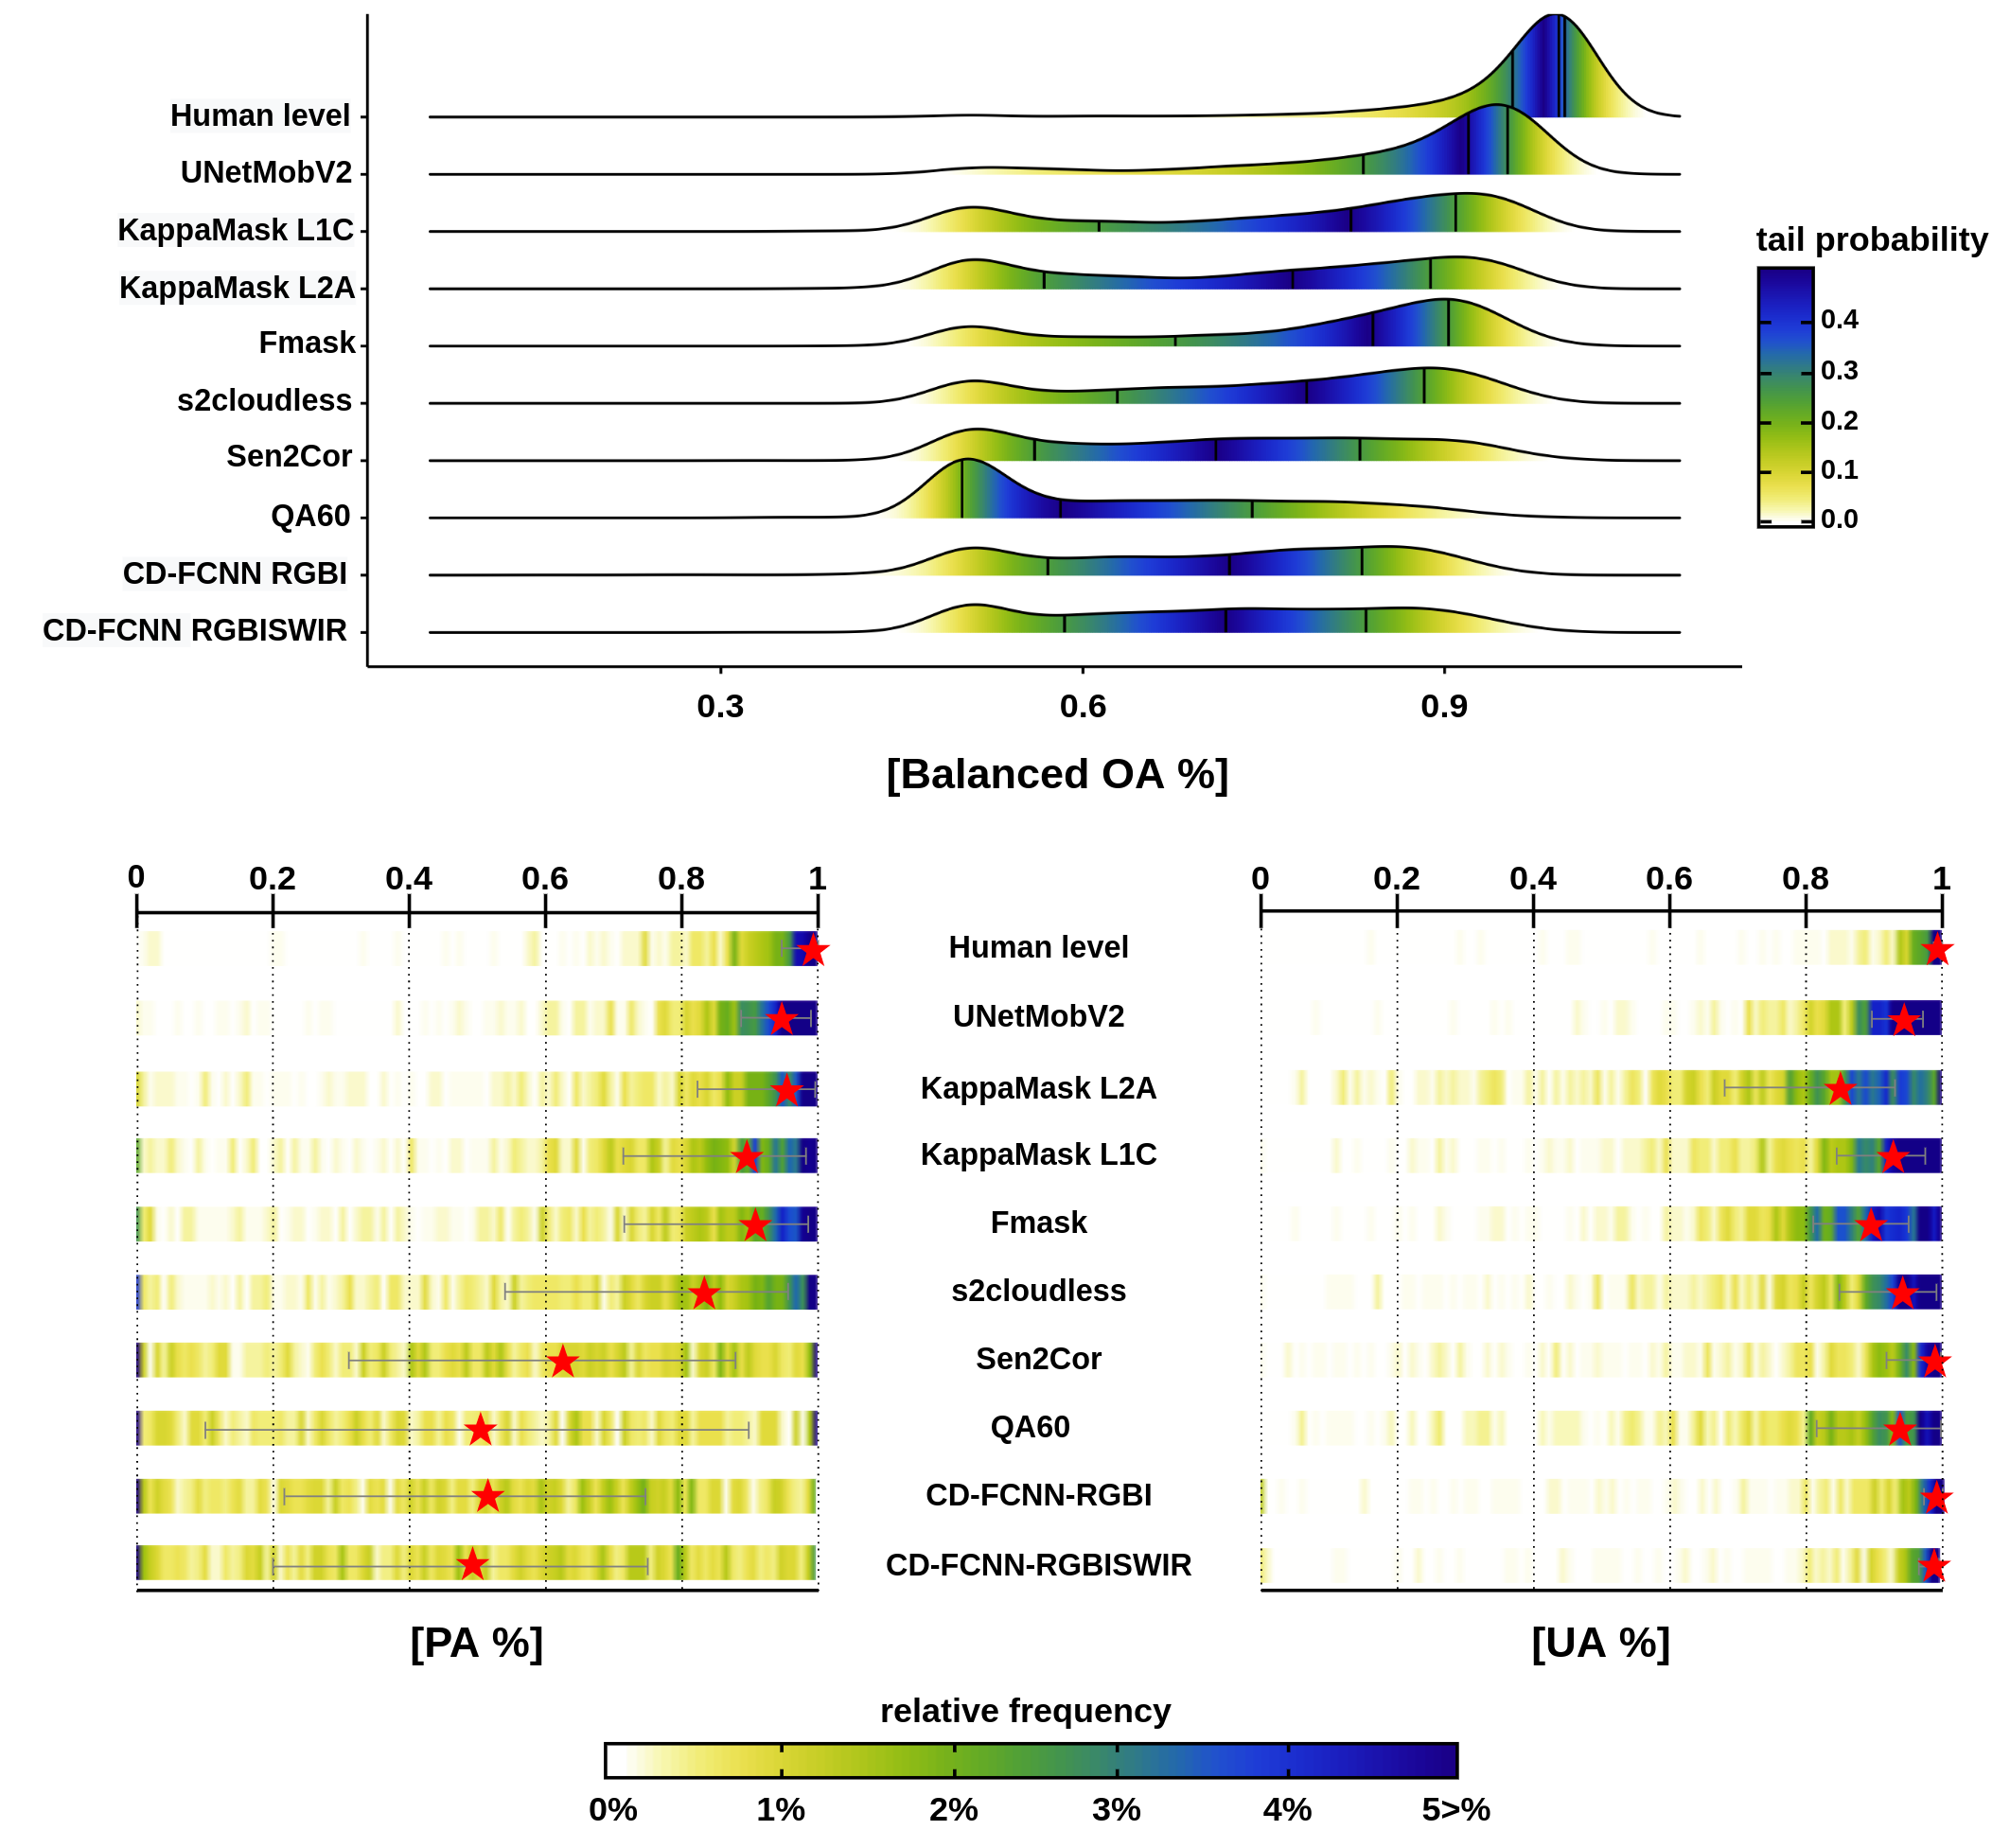 Human level
UNetMobV2
KappaMask L1C
KappaMask L2A
Fmask
s2cloudless
Sen2Cor
QA60
CD-FCNN RGBI
CD-FCNN RGBISWIR
0.3 0.6 0.9
[Balanced OA %]
tail probability
0.4
0.3
0.2
0.1
0.0
0 0.2 0.4 0.6 0.8 1
0 0.2 0.4 0.6 0.8 1
Human level
UNetMobV2
KappaMask L2A
KappaMask L1C
Fmask
s2cloudless
Sen2Cor
QA60
CD-FCNN-RGBI
CD-FCNN-RGBISWIR
[PA %]
[UA %]
relative frequency
0% 1% 2% 3% 4% 5>%